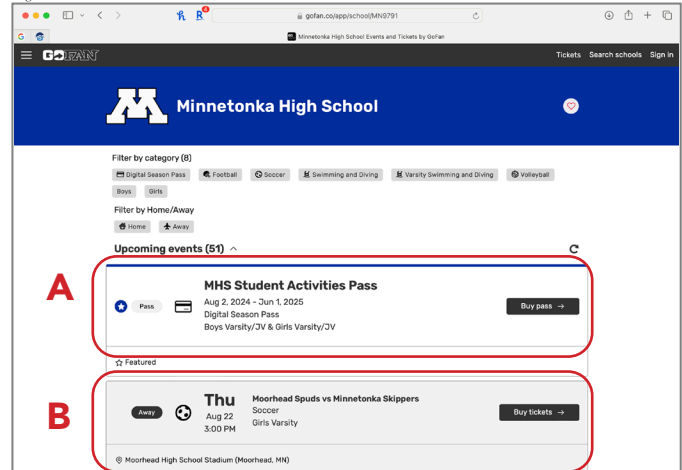 gofan.co/app/school/MN9791
Minnetonka High School Events and Tickets by GoFan
GOFAN
Tickets Search schools Sign in
M Minnetonka High School
Filter by category (8)
Digital Season Pass Football Soccer Swimming and Diving Varsity Swimming and Diving Volleyball
Boys Girls
Filter by Home/Away
Home Away
Upcoming events (51)
A
MHS Student Activities Pass
Pass
Aug 2, 2024 - Jun 1, 2025
Digital Season Pass
Boys Varsity/JV & Girls Varsity/JV
Buy pass →
Featured
B
Away
Thu
Aug 22
3:00 PM
Moorhead Spuds vs Minnetonka Skippers
Soccer
Girls Varsity
Buy tickets →
Moorhead High School Stadium (Moorhead, MN)